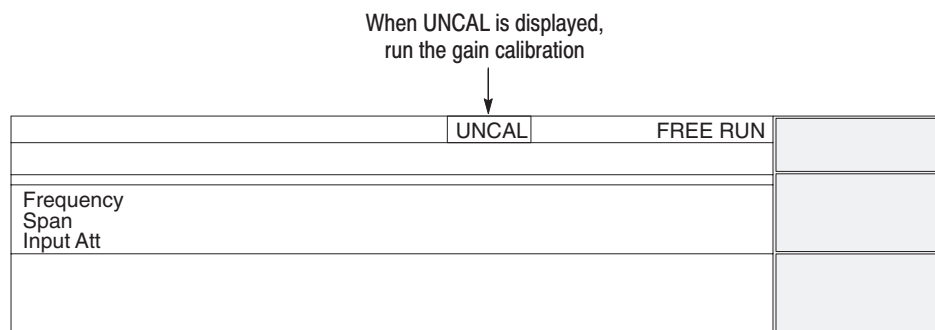 When UNCAL is displayed,
run the gain calibration
UNCAL FREE RUN
Frequency
Span
Input Att